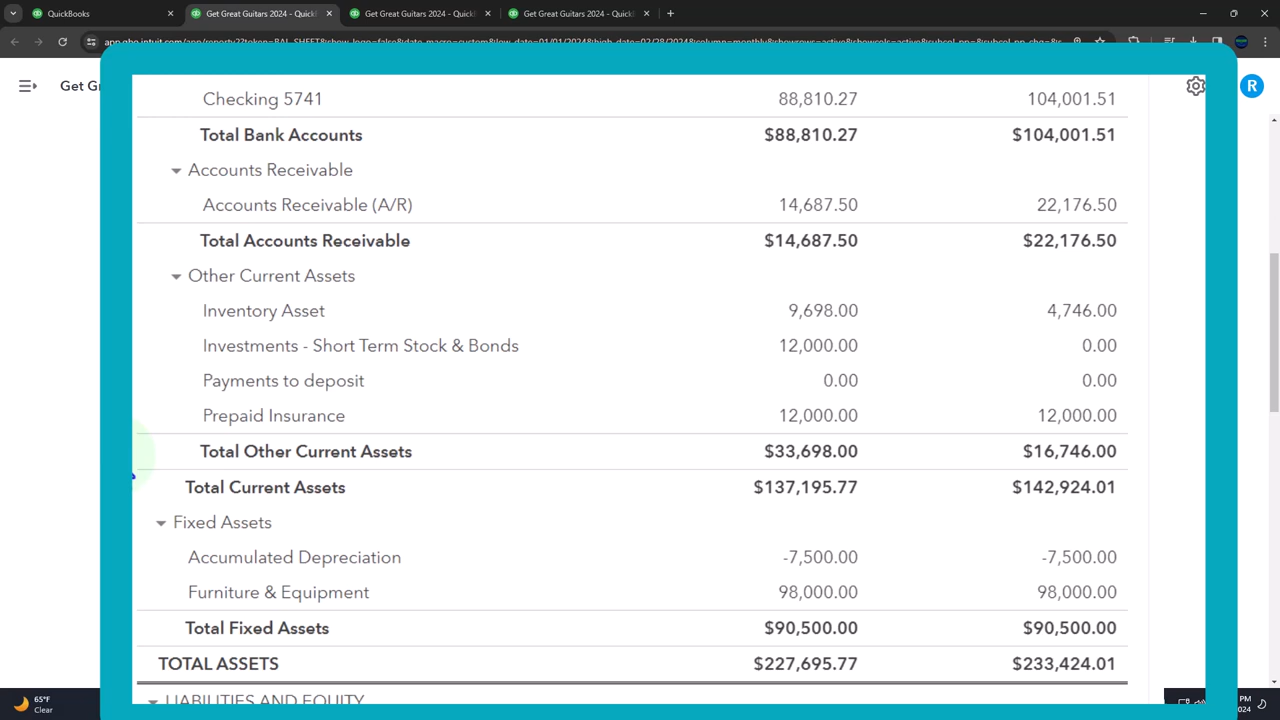 QuickBooks
Get Great Guitars 2024 - Quick
Get Great Guitars 2024 - Quick
Get Great Guitars 2024 - Quick
Get Gr
R
Checking 5741 88,810.27 104,001.51
Total Bank Accounts $88,810.27 $104,001.51
Accounts Receivable
Accounts Receivable (A/R) 14,687.50 22,176.50
Total Accounts Receivable $14,687.50 $22,176.50
Other Current Assets
Inventory Asset 9,698.00 4,746.00
Investments - Short Term Stock & Bonds 12,000.00 0.00
Payments to deposit 0.00 0.00
Prepaid Insurance 12,000.00 12,000.00
Total Other Current Assets $33,698.00 $16,746.00
Total Current Assets $137,195.77 $142,924.01
Fixed Assets
Accumulated Depreciation -7,500.00 -7,500.00
Furniture & Equipment 98,000.00 98,000.00
Total Fixed Assets $90,500.00 $90,500.00
TOTAL ASSETS $227,695.77 $233,424.01
LIABILITIES AND EQUITY
65°F
Clear
PM
2024